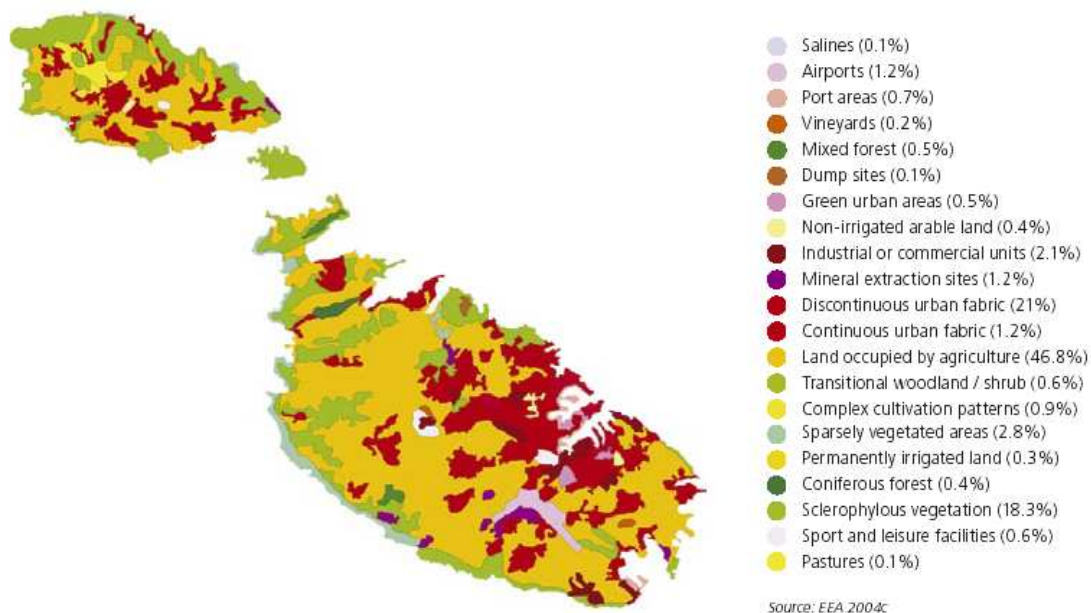 Salines (0.1%)
Airports (1.2%)
Port areas (0.7%)
Vineyards (0.2%)
Mixed forest (0.5%)
Dump sites (0.1%)
Green urban areas (0.5%)
Non-irrigated arable land (0.4%)
Industrial or commercial units (2.1%)
Mineral extraction sites (1.2%)
Discontinuous urban fabric (21%)
Continuous urban fabric (1.2%)
Land occupied by agriculture (46.8%)
Transitional woodland / shrub (0.6%)
Complex cultivation patterns (0.9%)
Sparsely vegetated areas (2.8%)
Permanently irrigated land (0.3%)
Coniferous forest (0.4%)
Sclerophylous vegetation (18.3%)
Sport and leisure facilities (0.6%)
Pastures (0.1%)
Source: EEA 2004c